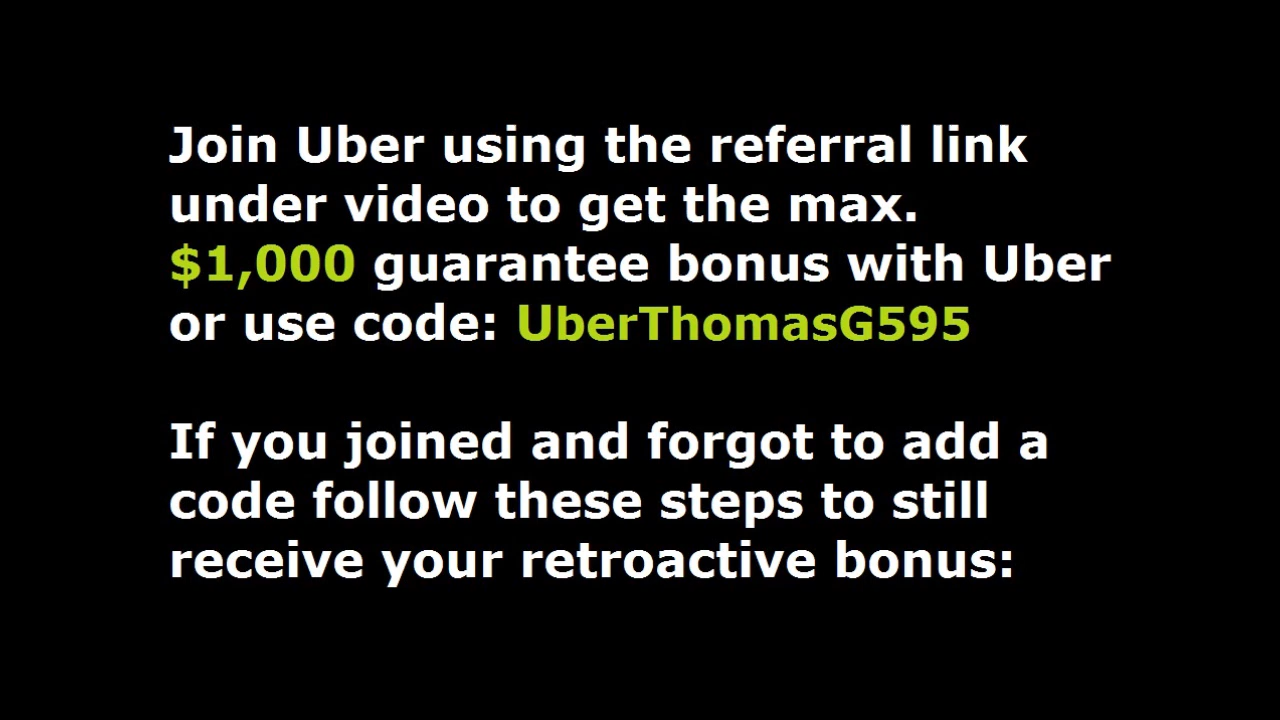 Join Uber using the referral link
under video to get the max.
$1,000 guarantee bonus with Uber
or use code: UberThomasG595
If you joined and forgot to add a
code follow these steps to still
receive your retroactive bonus: